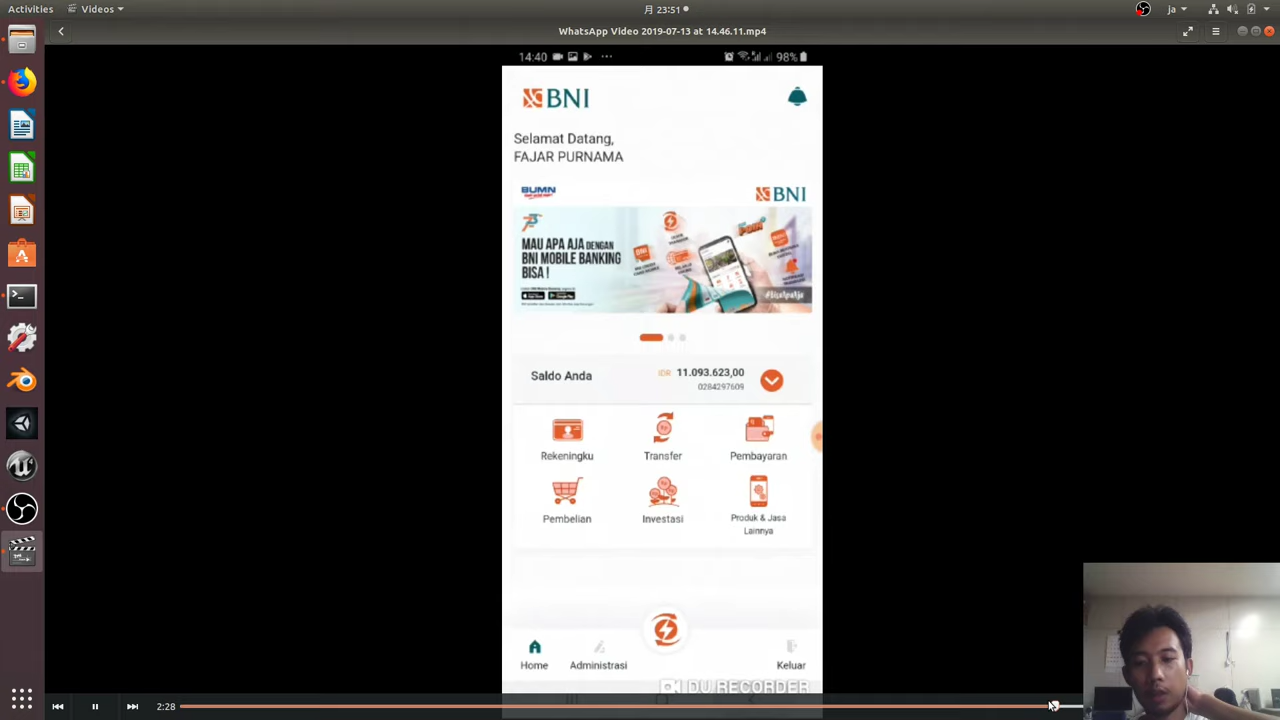 Activities
Videos
月 23:51
ja
WhatsApp Video 2019-07-13 at 14.46.11.mp4
14:40
98%
BNI
Selamat Datang,
FAJAR PURNAMA
BUMN
BNI
73
MAU APA AJA DENGAN
BNI MOBILE BANKING
BISA !
Saldo Anda
IDR 11.093.623,00
0284297609
Rekeningku
Transfer
Pembayaran
Pembelian
Investasi
Produk & Jasa
Lainnya
Home
Administrasi
Keluar
DU RECORDER
2:28